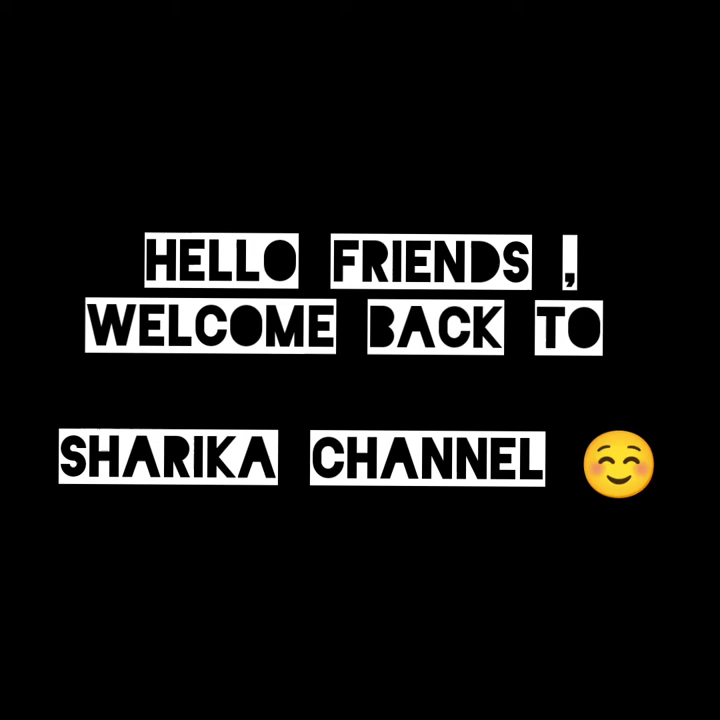 HELLO FRIENDS ,
WELCOME BACK TO
SHARIKA CHANNEL ☺️